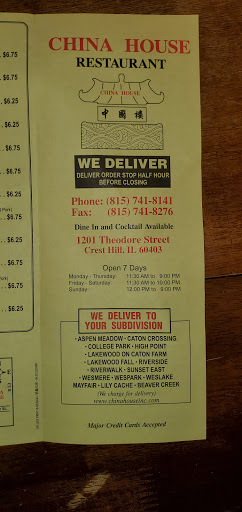 CHINA HOUSE
RESTAURANT
CHINA HOUSE
中國樓
WE DELIVER
DELIVER ORDER STOP HALF HOUR
BEFORE CLOSING
Phone: (815) 741-8141
Fax: (815) 741-8276
Dine In and Cocktail Available
1201 Theodore Street
Crest Hill, IL 60403
Open 7 Days
Monday - Thursday: 11:30 AM to 9:00 PM
Friday - Saturday: 11:30 AM to 10:00 PM
Sunday: 12:00 PM to 9:00 PM
WE DELIVER TO
YOUR SUBDIVISION
• ASPEN MEADOW • CATON CROSSING
• COLLEGE PARK • HIGH POINT
• LAKEWOOD ON CATON FARM
• LAKEWOOD FALL • RIVERSIDE
• RIVERWALK • SUNSET EAST
• WESMERE • WESPARK • WESLAKE
MAYFAIR • LILY CACHE • BEAVER CREEK
(We charge for delivery)
www.chinahouseinc.com
Major Credit Cards Accepted
$6.75
$6.75
$6.25
$6.25
$6.75
$6.75
$6.25
$6.75
$6.25
$6.75
$6.25